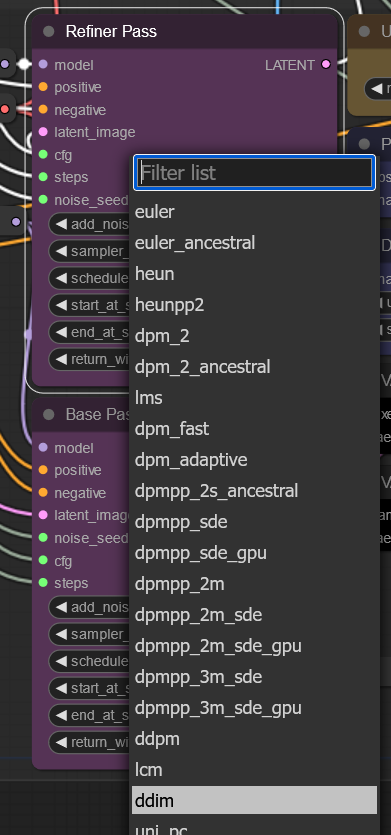 Refiner Pass
model
LATENT
positive
negative
latent_image
cfg
steps
noise_seed
add_nois
sampler_
schedule
start_at_s
end_at_s
return_wi
Base Pas
model
positive
negative
latent_imag
noise_seed
cfg
steps
add_nois
sampler_
schedule
start_at_s
end_at_s
return_wi
Filter list
euler
euler_ancestral
heun
heunpp2
dpm_2
dpm_2_ancestral
lms
dpm_fast
dpm_adaptive
dpmpp_2s_ancestral
dpmpp_sde
dpmpp_sde_gpu
dpmpp_2m
dpmpp_2m_sde
dpmpp_2m_sde_gpu
dpmpp_3m_sde
dpmpp_3m_sde_gpu
ddpm
lcm
ddim
uni_pc